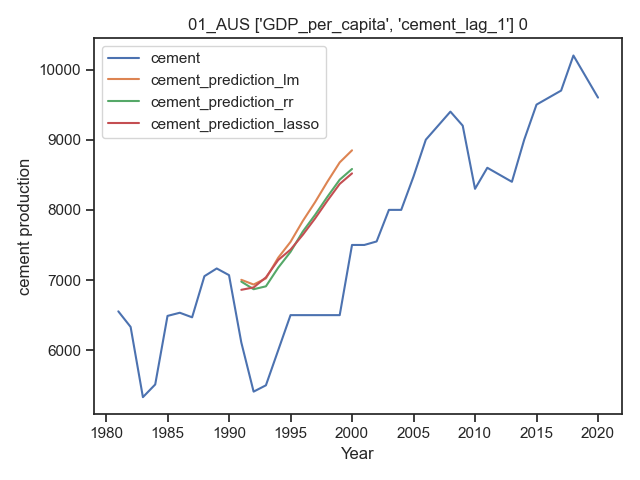 01_AUS ['GDP_per_capita', 'cement_lag_1'] 0
cement
cement_prediction_lm
cement_prediction_rr
cement_prediction_lasso
cement production
10000
9000
8000
7000
6000
1980 1985 1990 1995 2000 2005 2010 2015 2020
Year